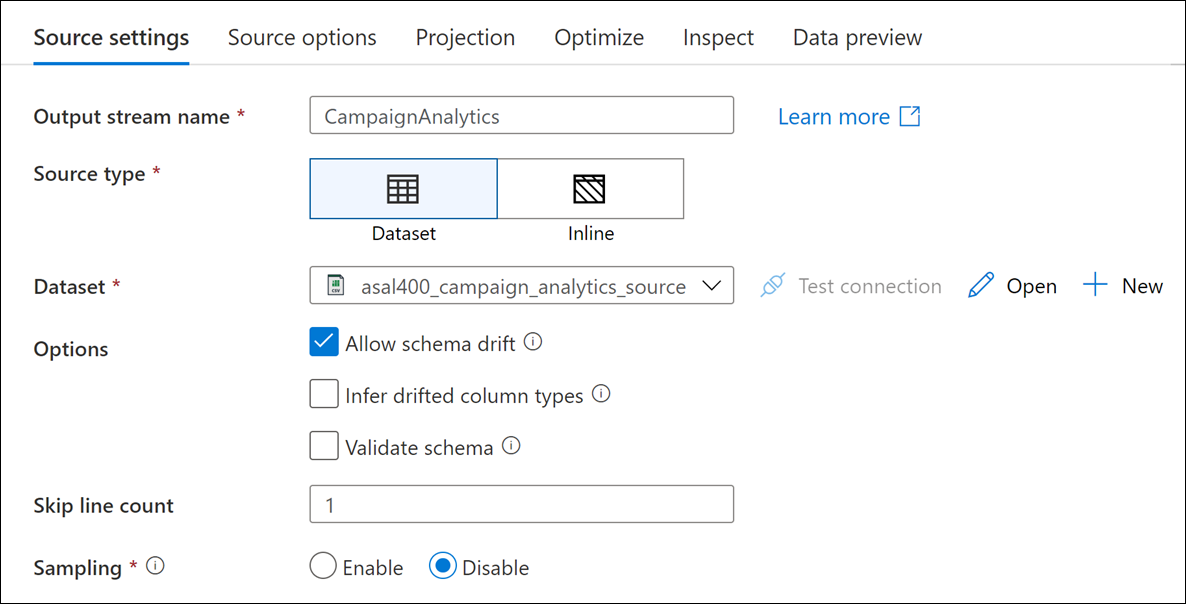 Source settings Source options Projection Optimize Inspect Data preview
Output stream name * CampaignAnalytics Learn more
Source type *
Dataset Inline
Dataset * CSV asal400_campaign_analytics_source Test connection Open New
Options Allow schema drift
Infer drifted column types
Validate schema
Skip line count 1
Sampling * Enable Disable